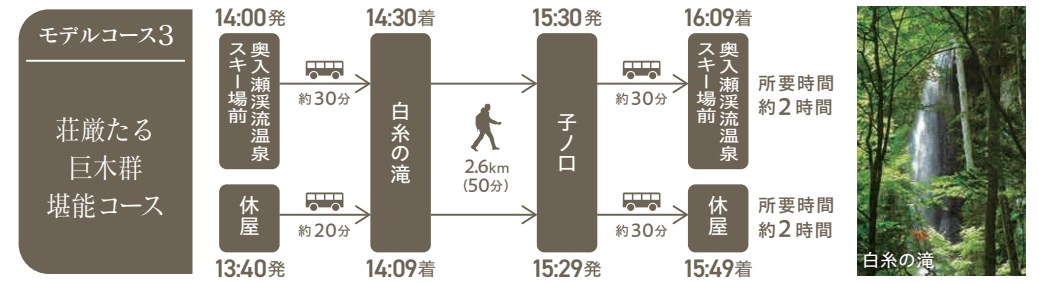 モデルコース3
荘厳たる
巨木群
堪能コース
14:00発
奥入瀬渓流温泉
スキー場前
約30分
14:30着
白糸の滝
2.6km
(50分)
15:30発
子ノ口
約30分
16:09着
奥入瀬渓流温泉
スキー場前
所要時間
約2時間
休屋
13:40発
約20分
14:09着
15:29発
約30分
休屋
15:49着
所要時間
約2時間
白糸の滝